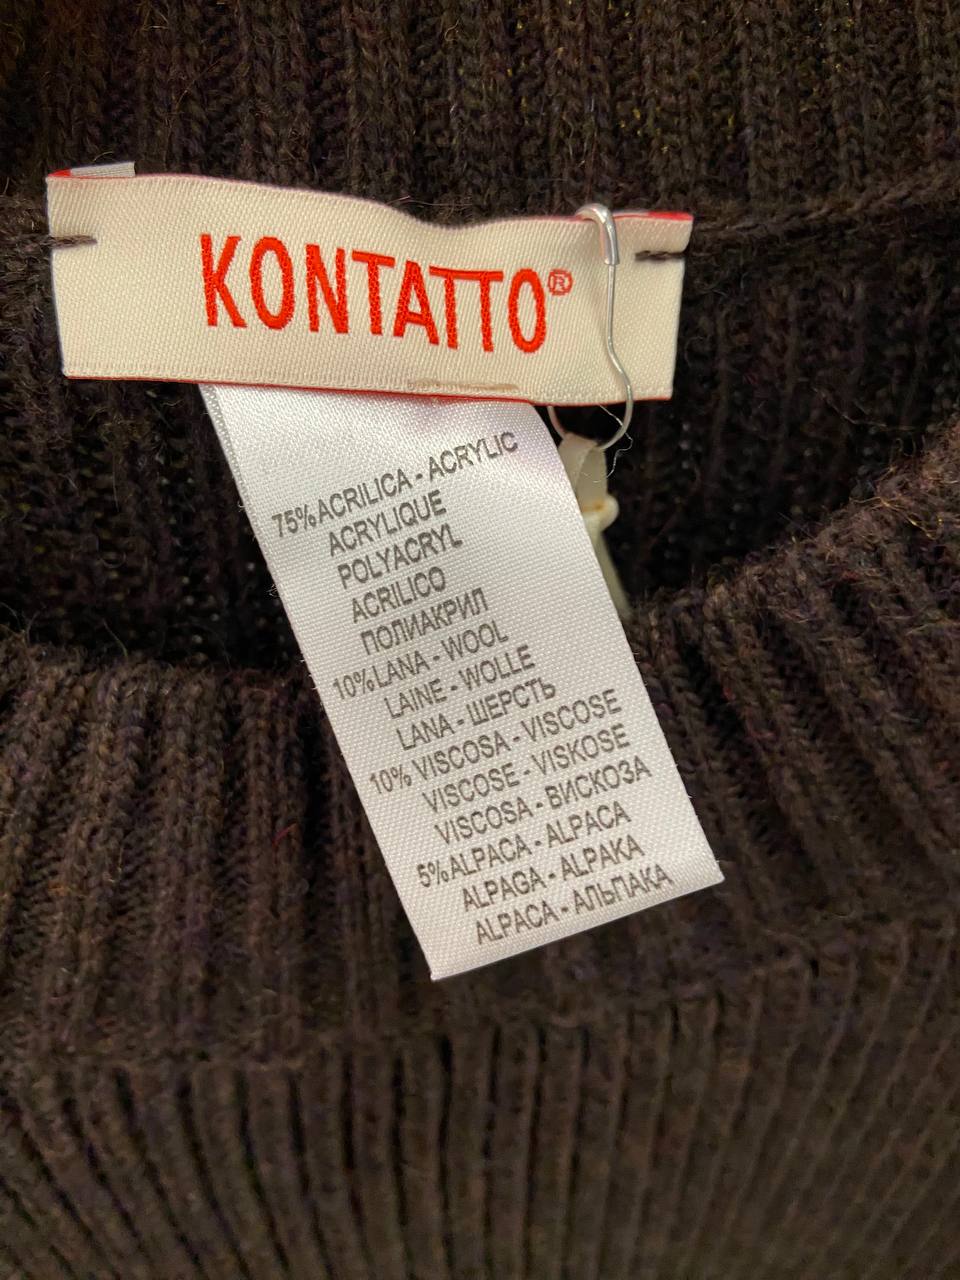 KONTATTO®
75% ACRILICA - ACRYLIC
ACRYLIQUE
POLYACRYL
ACRILICO
ПОЛИАКРИЛ
10% LANA - WOOL
LAINE - WOLLE
LANA - ШЕРСТЬ
10% VISCOSA - VISCOSE
VISCOSE - VISKOSE
VISCOSA - ВИСКОЗА
5% ALPACA - ALPACA
ALPAGA - ALPAKA
ALPACA - АЛЬПАКА